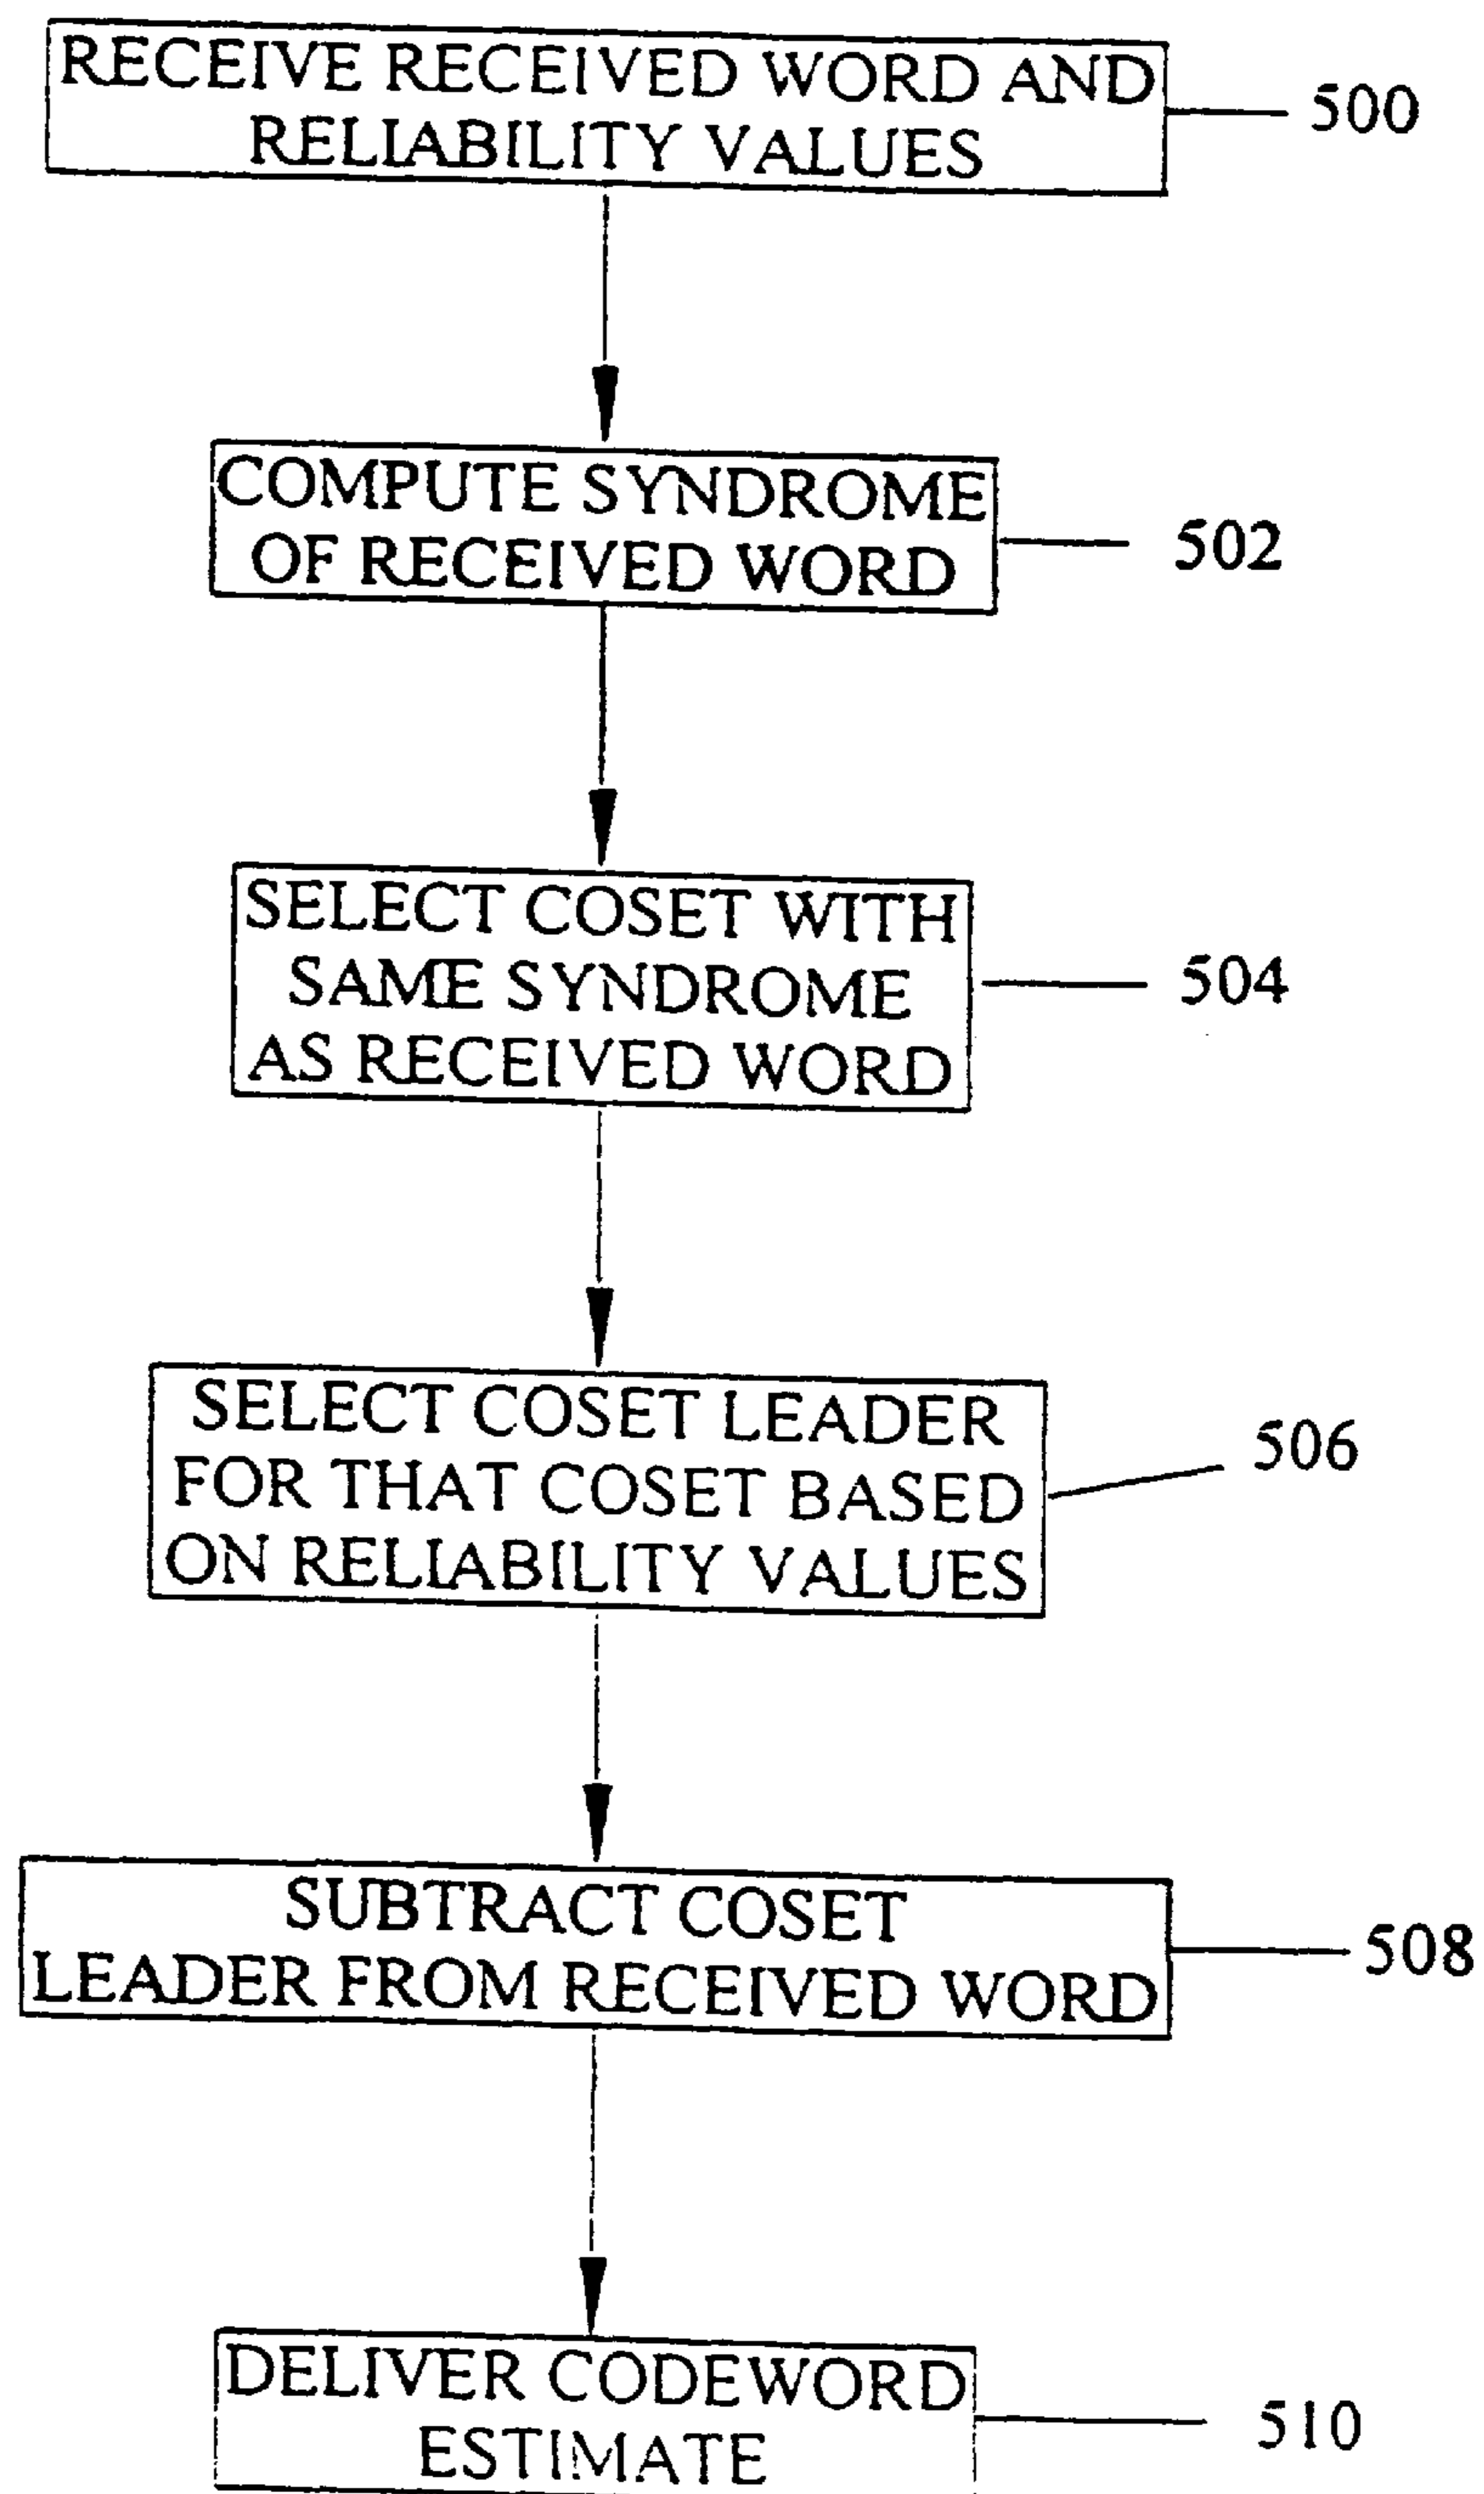 RECEIVE RECEIVED WORD AND
RELIABILITY VALUES
500
COMPUTE SYNDROME
OF RECEIVED WORD
502
SELECT COSET WITH
SAME SYNDROME
AS RECEIVED WORD
504
SELECT COSET LEADER
FOR THAT COSET BASED
ON RELIABILITY VALUES
506
SUBTRACT COSET
LEADER FROM RECEIVED WORD
508
DELIVER CODEWORD
ESTIMATE
510